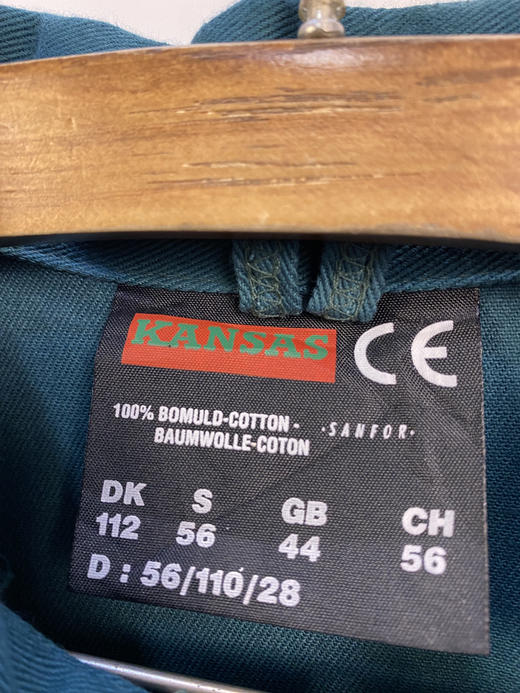 KANSAS CE
100% BOMULD-COTTON- ·SANFOR·
BAUMWOLLE-COTON
DK S GB CH
112 56 44 56
D : 56/110/28